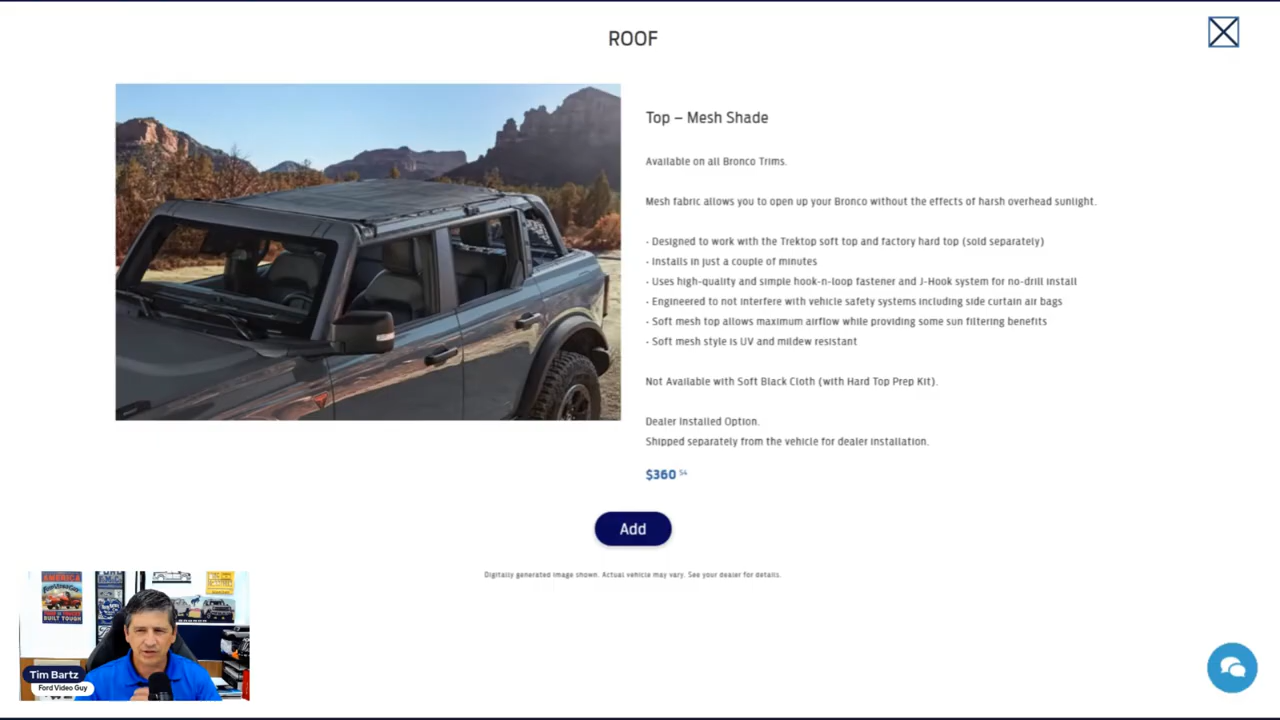 ROOF
Top – Mesh Shade
Available on all Bronco Trims.
Mesh fabric allows you to open up your Bronco without the effects of harsh overhead sunlight.
• Designed to work with the Trektop soft top and factory hard top (sold separately)
• Installs in just a couple of minutes
• Uses high-quality and simple hook-n-loop fastener and J-Hook system for no-drill install
• Engineered to not interfere with vehicle safety systems including side curtain air bags
• Soft mesh top allows maximum airflow while providing some sun filtering benefits
• Soft mesh style is UV and mildew resistant
Not Available with Soft Black Cloth (with Hard Top Prep Kit).
Dealer Installed Option.
Shipped separately from the vehicle for dealer installation.
$360 54
Add
Digitally generated image shown. Actual vehicle may vary. See your dealer for details.
AMERICA
BUILT TOUGH
Tim Bartz
Ford Video Guy